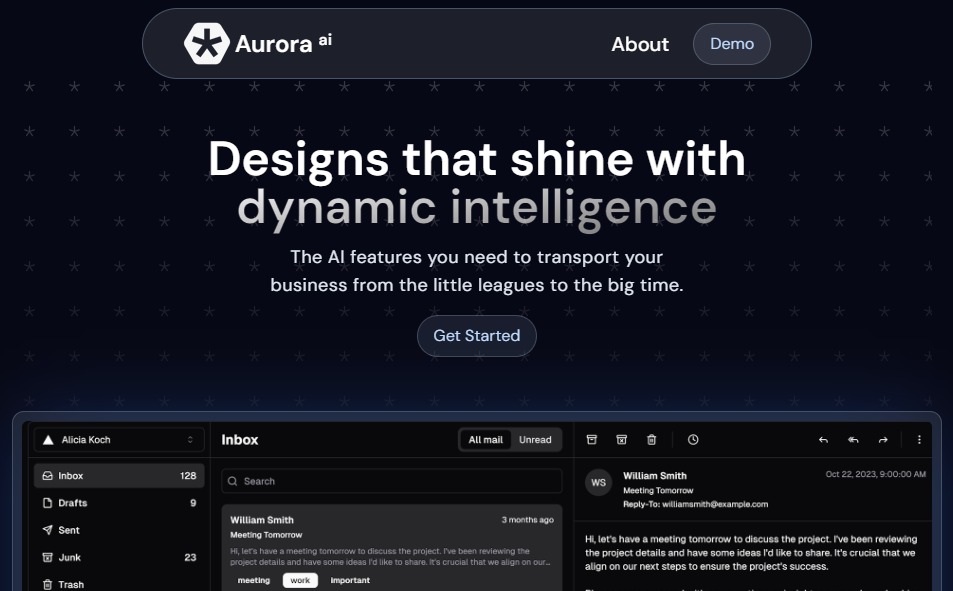 Aurora ai
About
Demo
Designs that shine with
dynamic intelligence
The AI features you need to transport your
business from the little leagues to the big time.
Get Started
Alicia Koch
Inbox 128
Drafts 9
Sent
Junk 23
Trash
Inbox
All mail Unread
Search
William Smith 3 months ago
Meeting Tomorrow
Hi, let's have a meeting tomorrow to discuss the project. I've been reviewing the
project details and have some ideas I'd like to share. It's crucial that we align on our...
meeting work important
WS
William Smith Oct 22, 2023, 9:00:00 AM
Meeting Tomorrow
Reply-To: williamsmith@example.com
Hi, let's have a meeting tomorrow to discuss the project. I've been reviewing
the project details and have some ideas I'd like to share. It's crucial that we
align on our next steps to ensure the project's success.